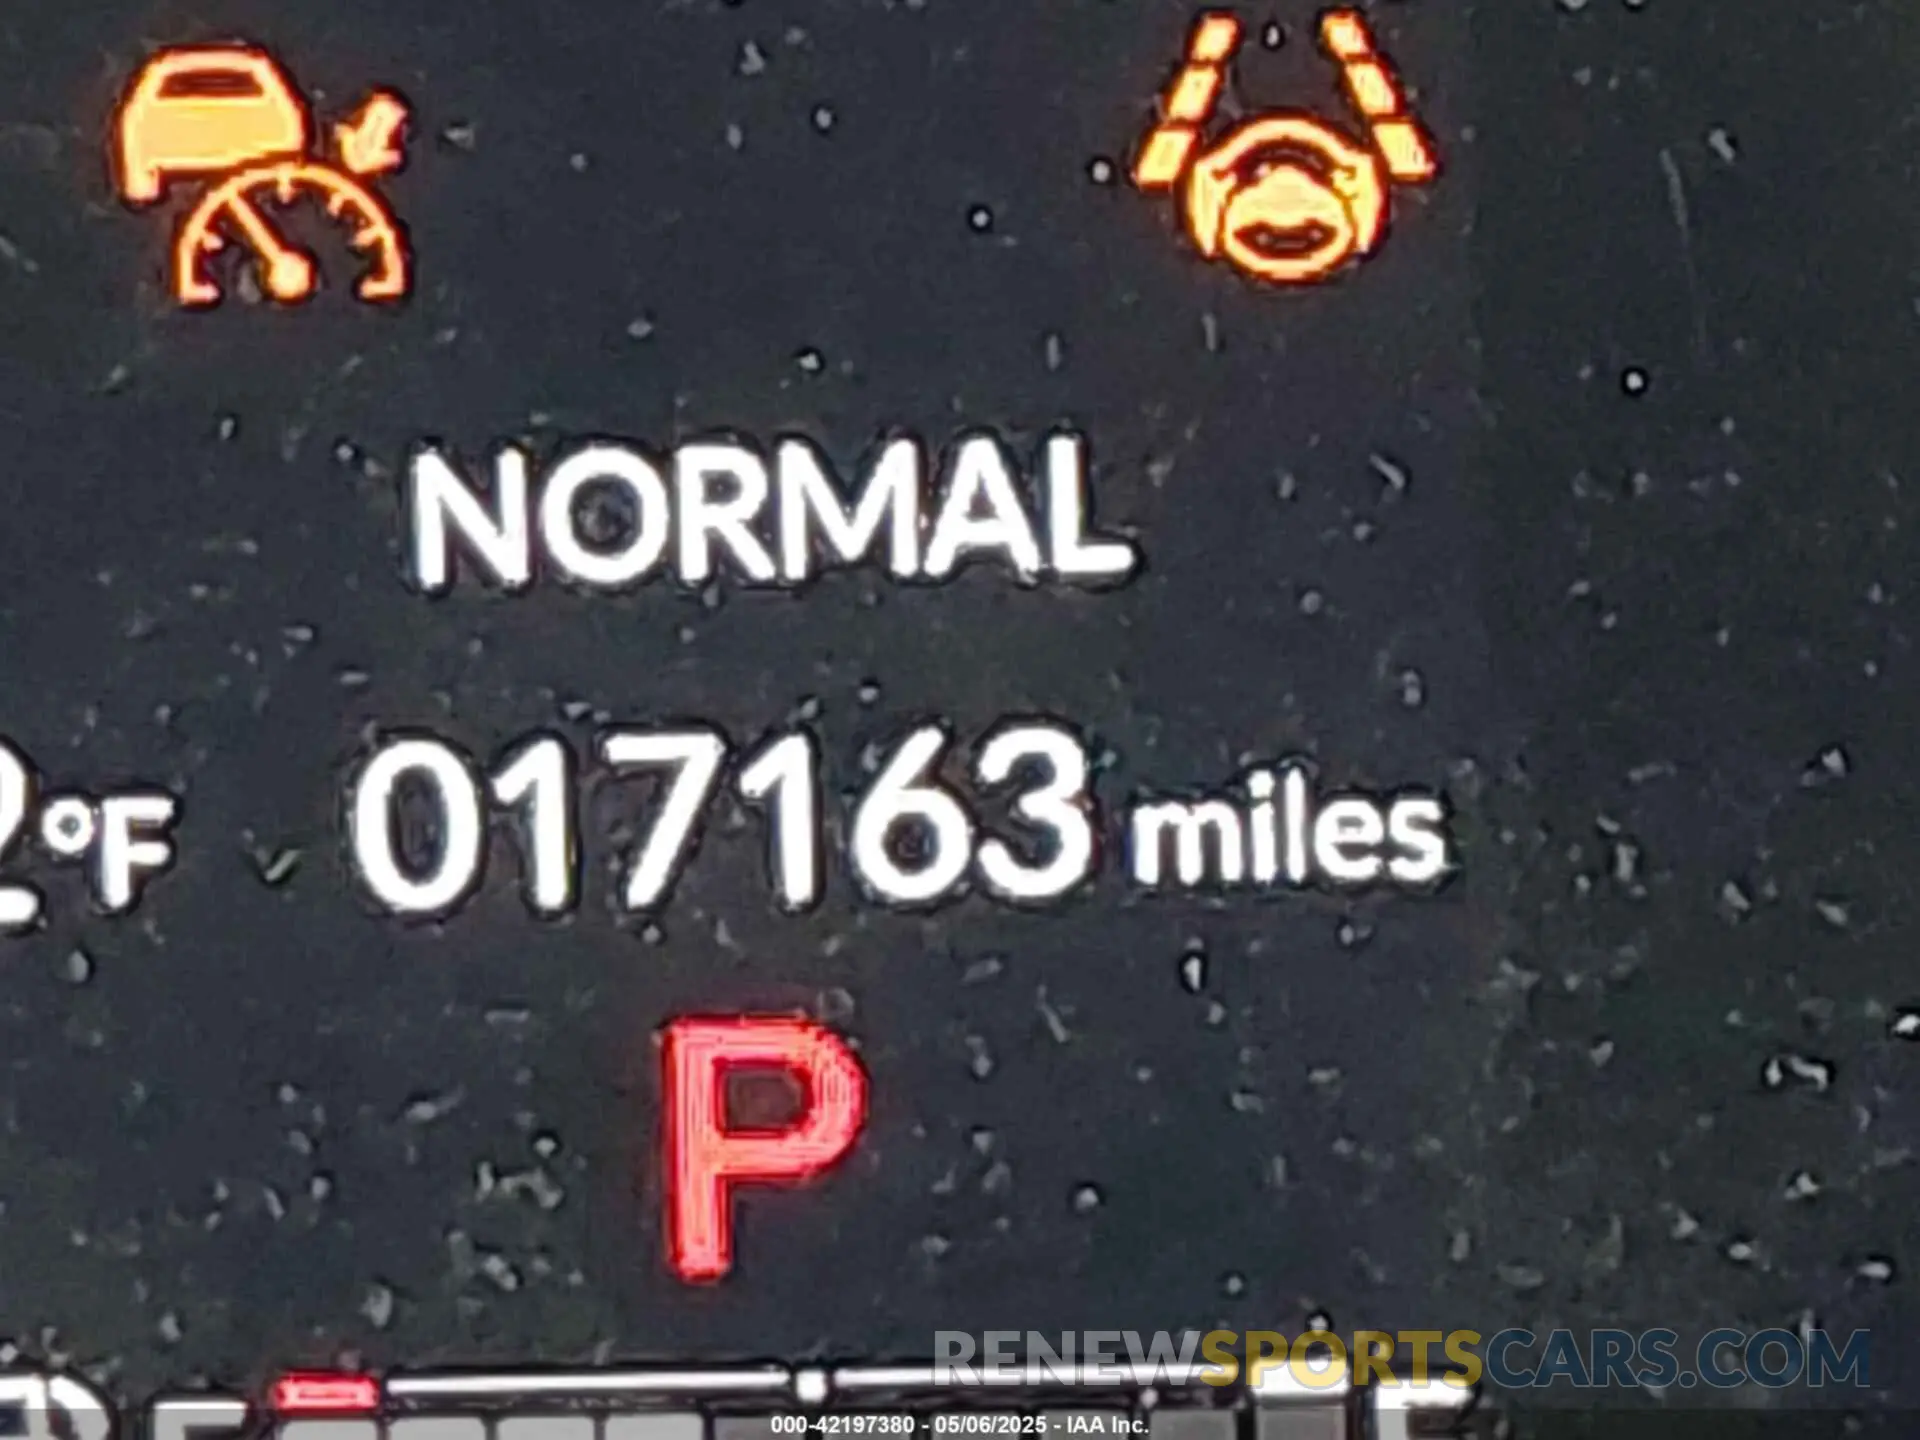 NORMAL
°F 017163 miles
P
RENEWSPORTSCARS.COM
000-42197380 - 05/06/2025 - IAA Inc.